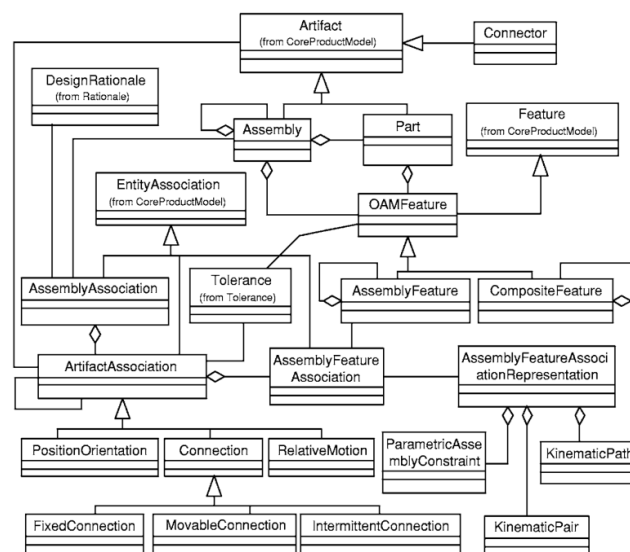 Artifact
(from CoreProductModel)
Connector
DesignRationale
(from Rationale)
Assembly
Part
Feature
(from CoreProductModel)
EntityAssociation
(from CoreProductModel)
OAMFeature
AssemblyAssociation
Tolerance
(from Tolerance)
AssemblyFeature
CompositeFeature
ArtifactAssociation
AssemblyFeature
Association
AssemblyFeatureAssoci
ationRepresentation
PositionOrientation
Connection
RelativeMotion
ParametricAsse
mblyConstraint
KinematicPath
FixedConnection
MovableConnection
IntermittentConnection
KinematicPair